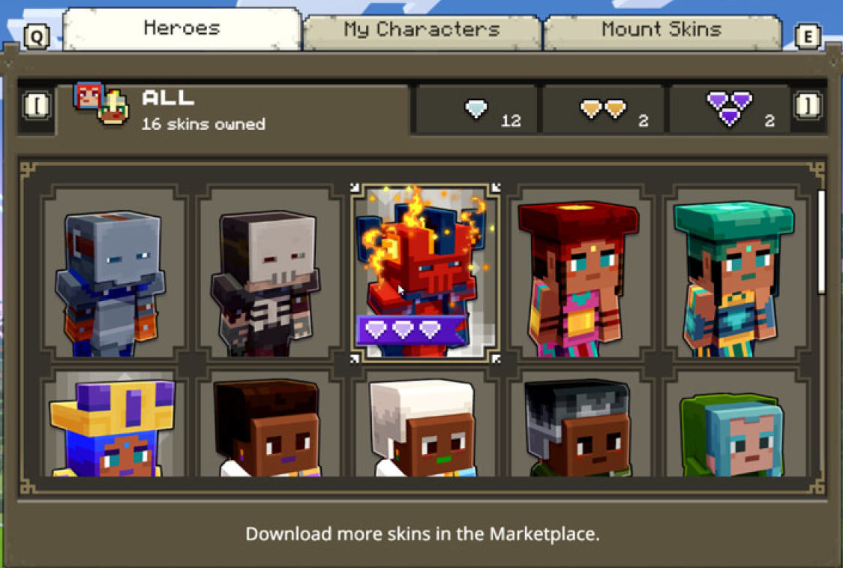 Q
Heroes
My Characters
Mount Skins
E
[
ALL
16 skins owned
12
2
2
]
Download more skins in the Marketplace.